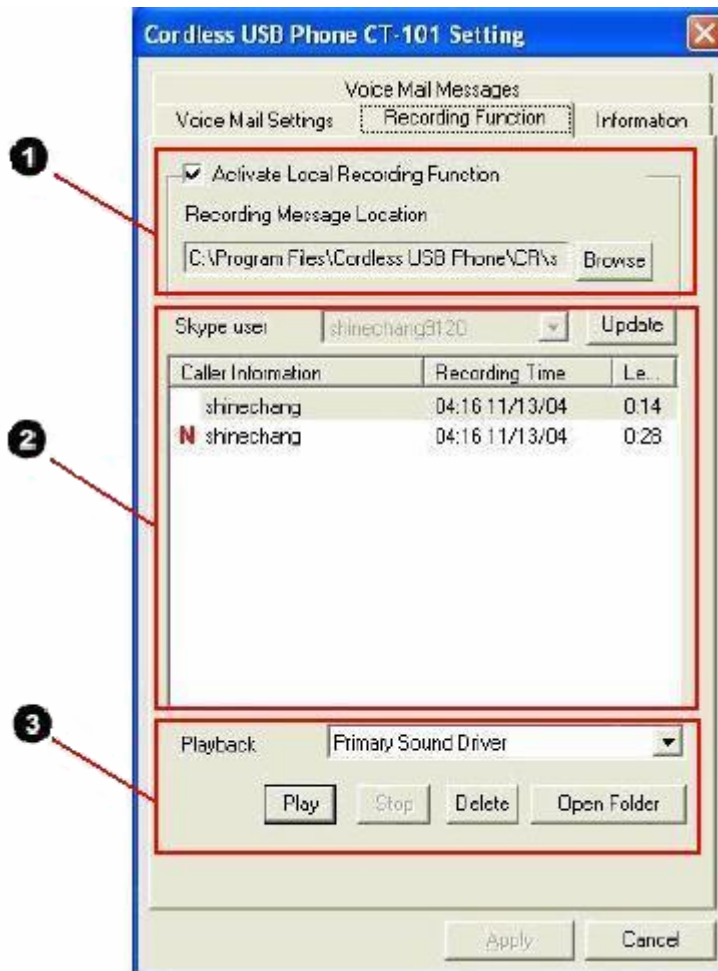 Cordless USB Phone CT-101 Setting
Voice Mail Messages
Voice Mail Settings Recording Function Information
1
Activate Local Recording Function
Recording Message Location
C:\Program Files\Cordless USB Phone\CR\s Browse
Skype user shinechang3120 Update
Caller Information Recording Time Le...
shinechang 04:16 11/13/04 0:14
2
N shinechang 04:16 11/13/04 0:28
3
Playback Primary Sound Driver
Play Stop Delete Open Folder
Apply Cancel